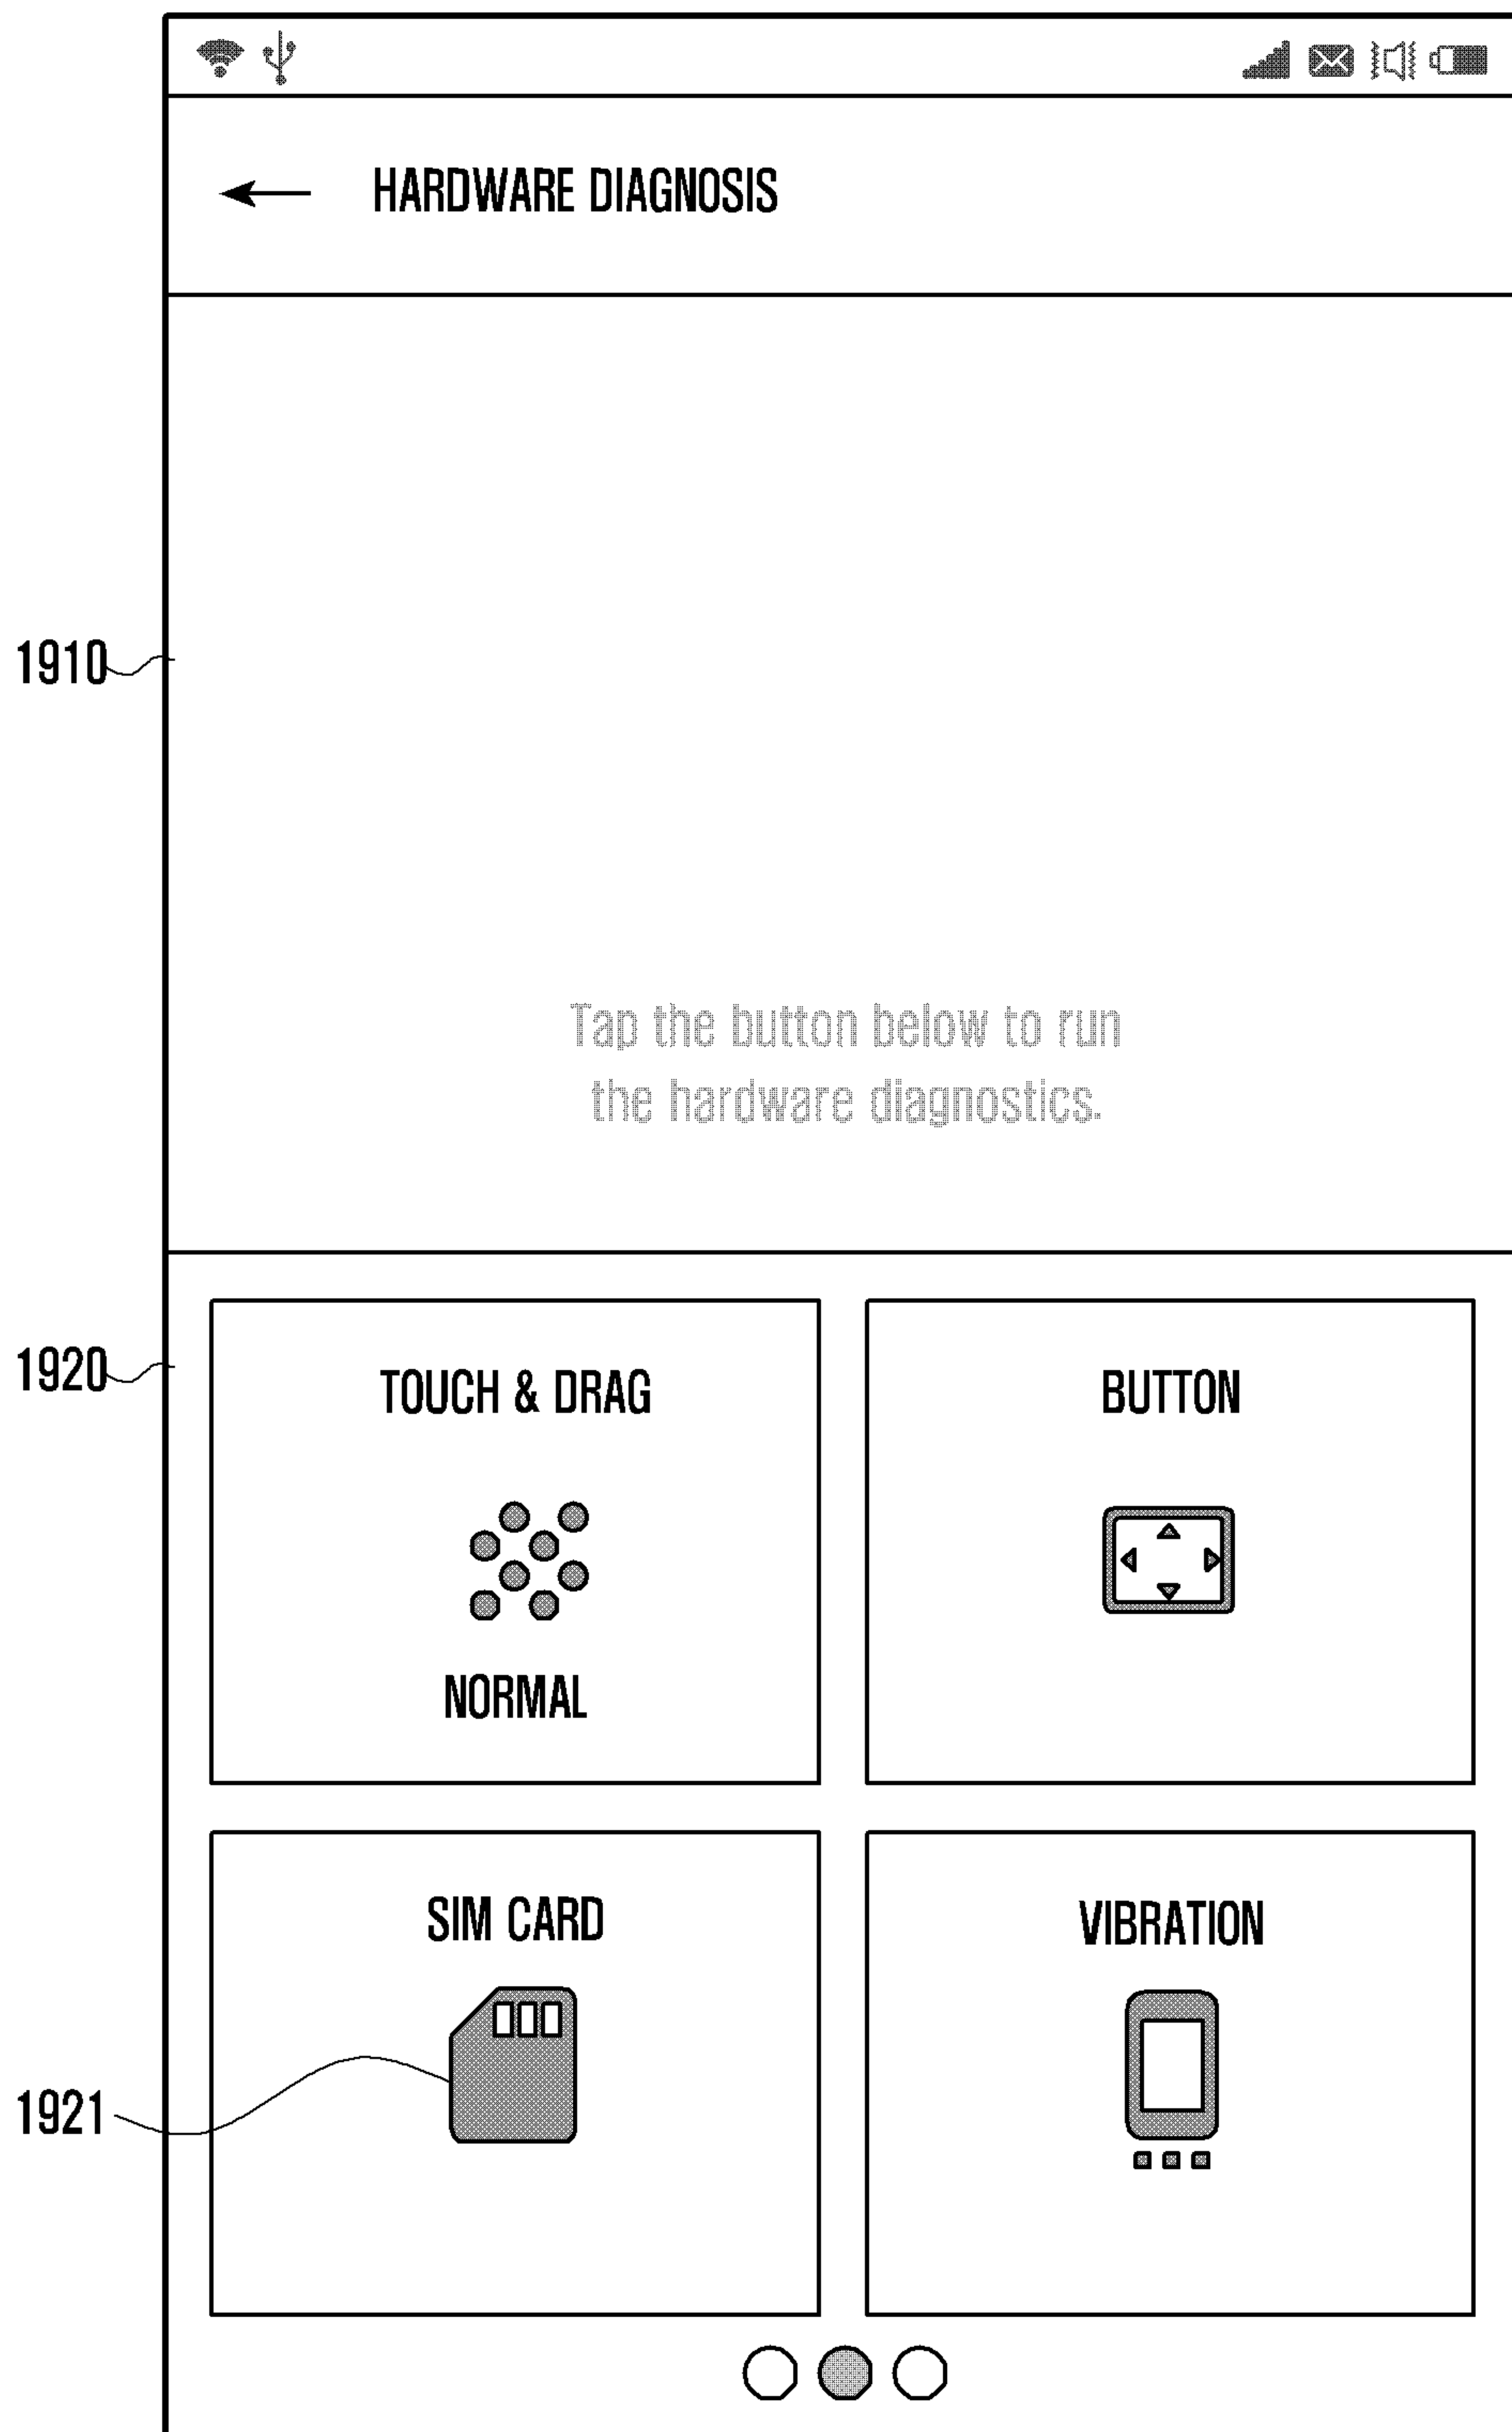 HARDWARE DIAGNOSIS
1910
Tap the button below to run
the hardware diagnostics.
1920
TOUCH & DRAG
BUTTON
NORMAL
SIM CARD
VIBRATION
1921